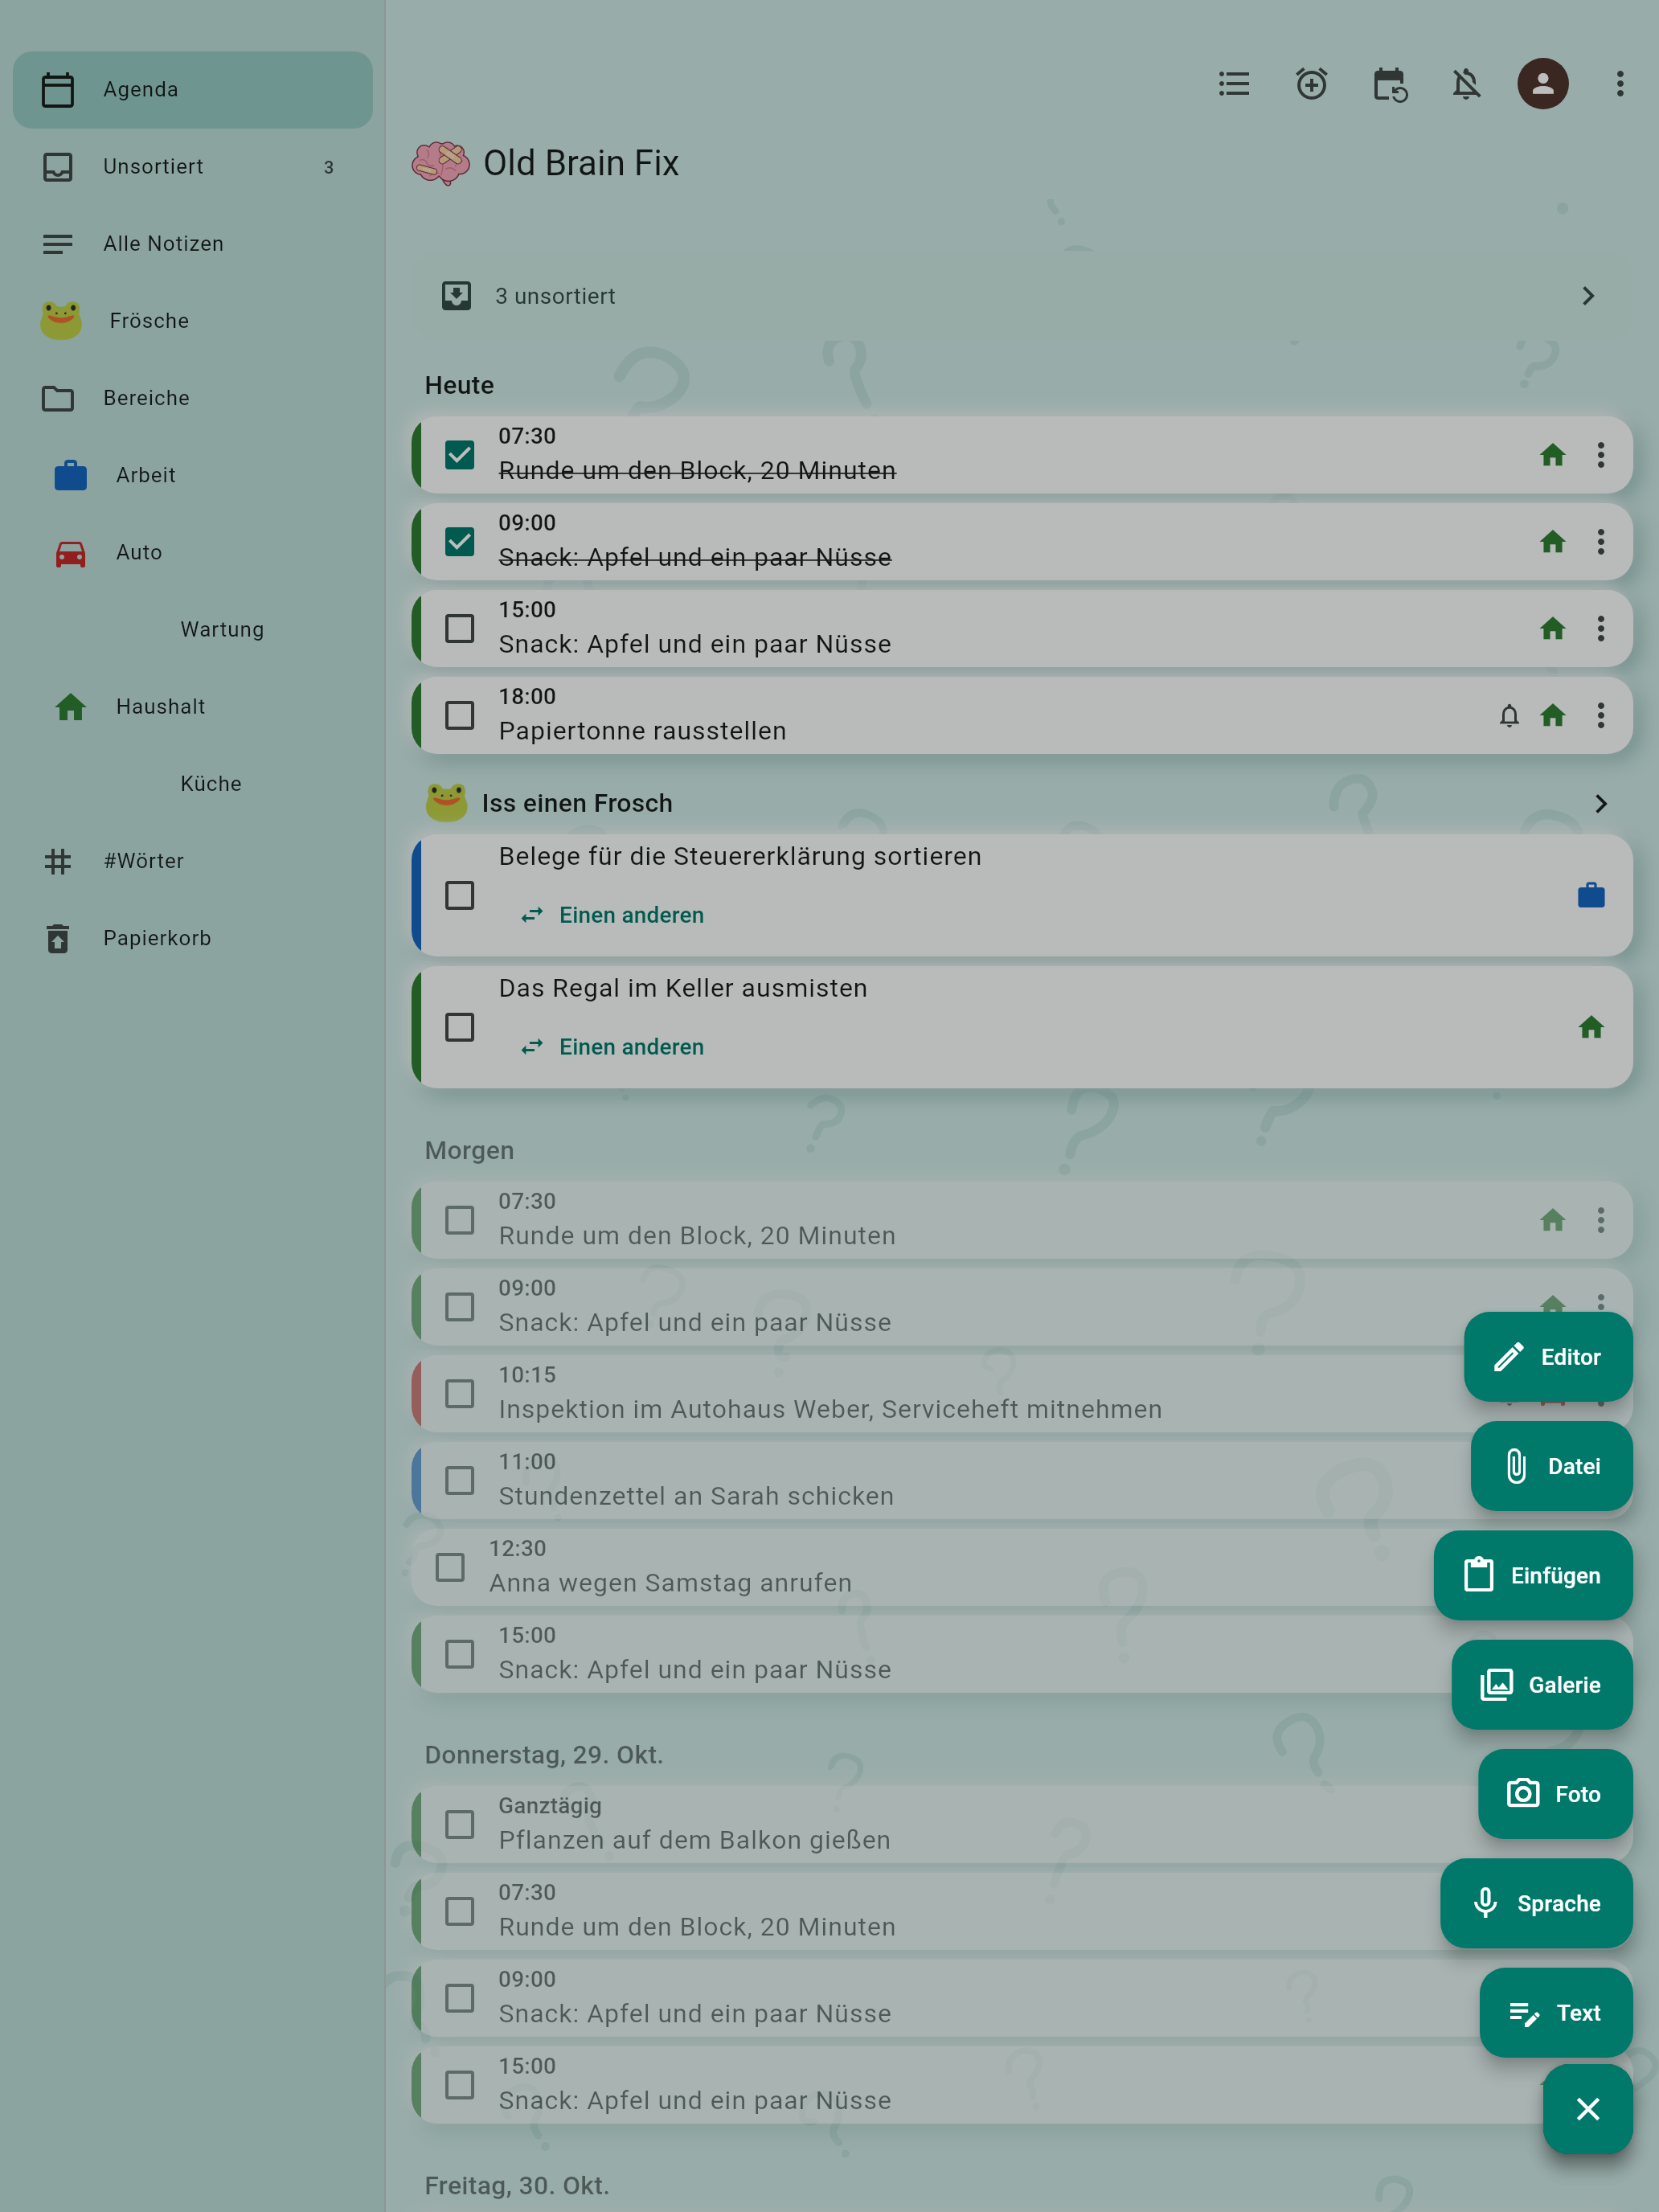 Agenda
Unsortiert 3
Alle Notizen
Frösche
Bereiche
Arbeit
Auto
Wartung
Haushalt
Küche
#Wörter
Papierkorb
Old Brain Fix
3 unsortiert
Heute
07:30
Runde um den Block, 20 Minuten
09:00
Snack: Apfel und ein paar Nüsse
15:00
Snack: Apfel und ein paar Nüsse
18:00
Papiertonne rausstellen
Iss einen Frosch
Belege für die Steuererklärung sortieren
Einen anderen
Das Regal im Keller ausmisten
Einen anderen
Morgen
07:30
Runde um den Block, 20 Minuten
09:00
Snack: Apfel und ein paar Nüsse
10:15
Inspektion im Autohaus Weber, Serviceheft mitnehmen
11:00
Stundenzettel an Sarah schicken
12:30
Anna wegen Samstag anrufen
15:00
Snack: Apfel und ein paar Nüsse
Donnerstag, 29. Okt.
Ganztägig
Pflanzen auf dem Balkon gießen
07:30
Runde um den Block, 20 Minuten
09:00
Snack: Apfel und ein paar Nüsse
15:00
Snack: Apfel und ein paar Nüsse
Freitag, 30. Okt.
Editor
Datei
Einfügen
Galerie
Foto
Sprache
Text